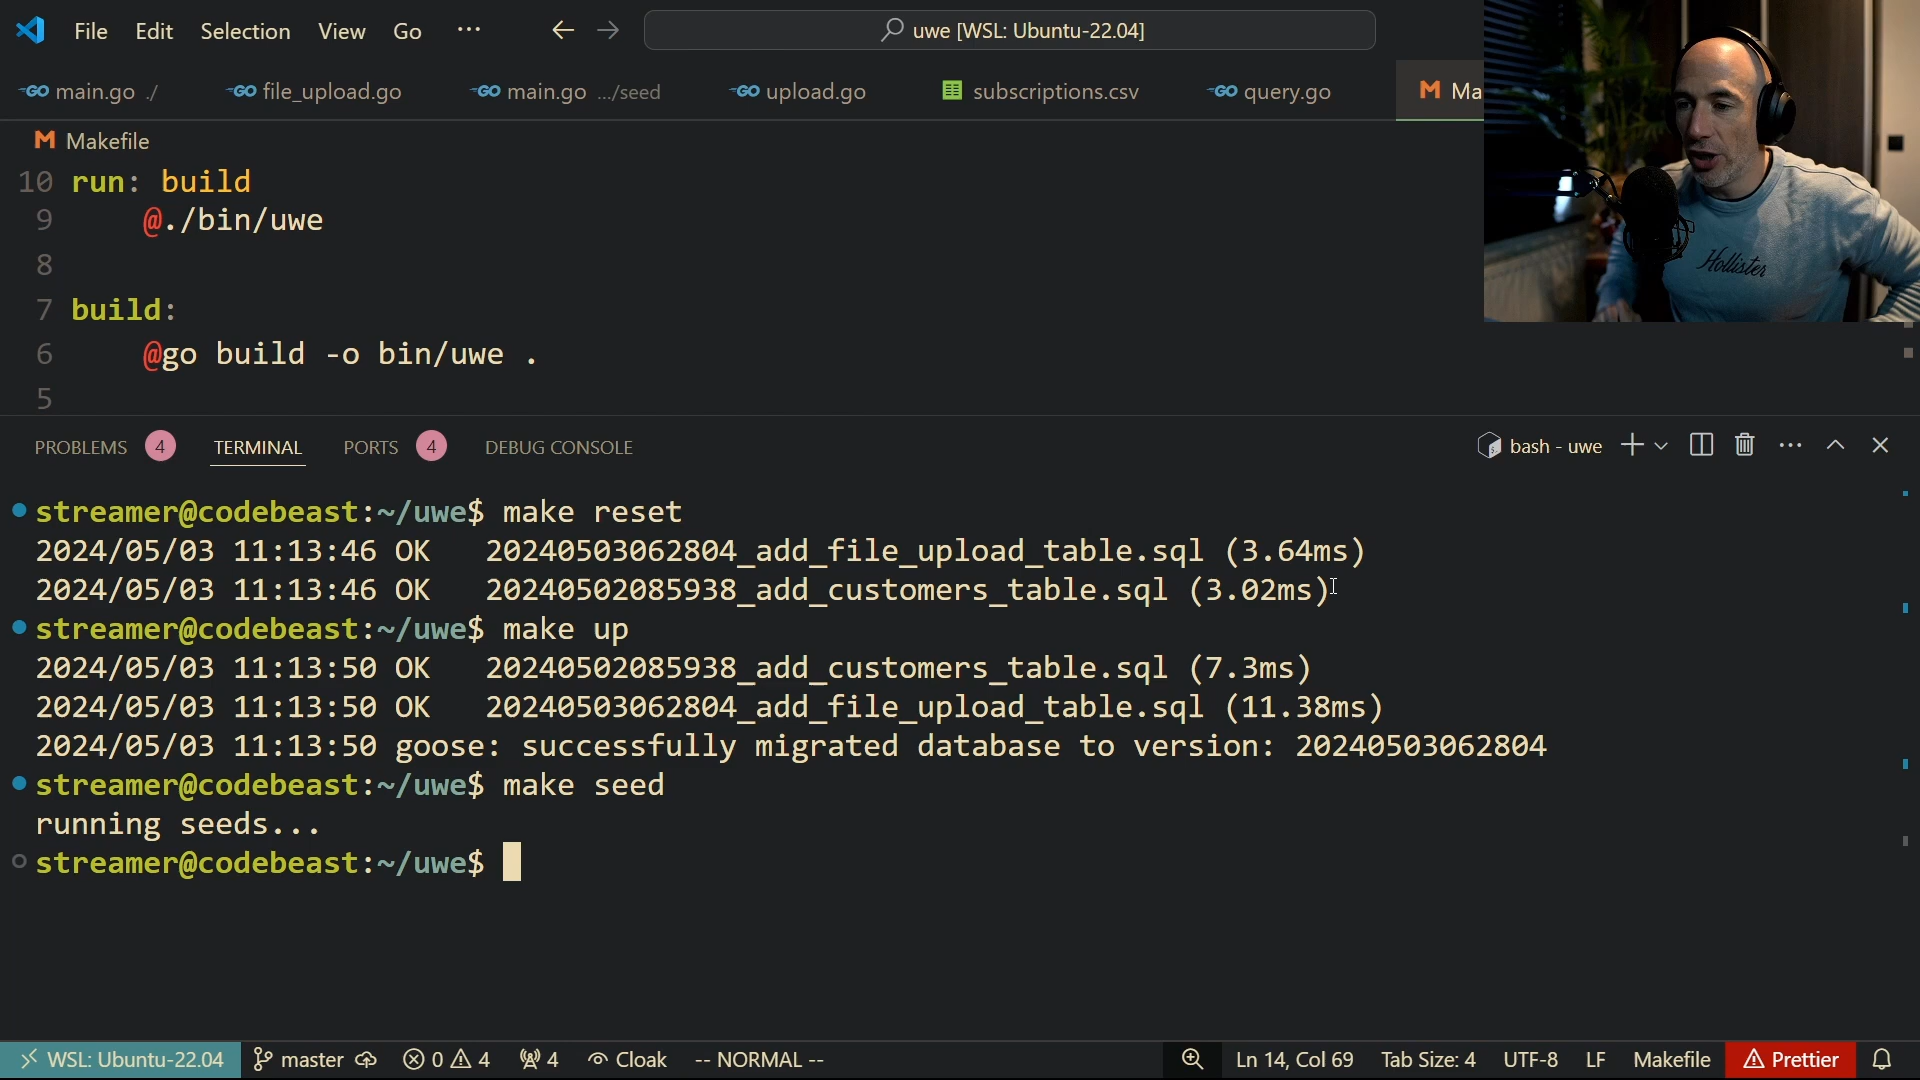 File Edit Selection View Go ···
uwe [WSL: Ubuntu-22.04]
main.go ./
file_upload.go
main.go .../seed
upload.go
subscriptions.csv
query.go
M Ma
M Makefile
10 run: build
9 @./bin/uwe
8
7 build:
6 @go build -o bin/uwe .
5
PROBLEMS 4 TERMINAL PORTS 4 DEBUG CONSOLE
bash - uwe
streamer@codebeast:~/uwe$ make reset
2024/05/03 11:13:46 OK 20240503062804_add_file_upload_table.sql (3.64ms)
2024/05/03 11:13:46 OK 20240502085938_add_customers_table.sql (3.02ms)
streamer@codebeast:~/uwe$ make up
2024/05/03 11:13:50 OK 20240502085938_add_customers_table.sql (7.3ms)
2024/05/03 11:13:50 OK 20240503062804_add_file_upload_table.sql (11.38ms)
2024/05/03 11:13:50 goose: successfully migrated database to version: 20240503062804
streamer@codebeast:~/uwe$ make seed
running seeds...
streamer@codebeast:~/uwe$
Hollister
WSL: Ubuntu-22.04 master 0 4 4 Cloak -- NORMAL -- Ln 14, Col 69 Tab Size: 4 UTF-8 LF Makefile Prettier